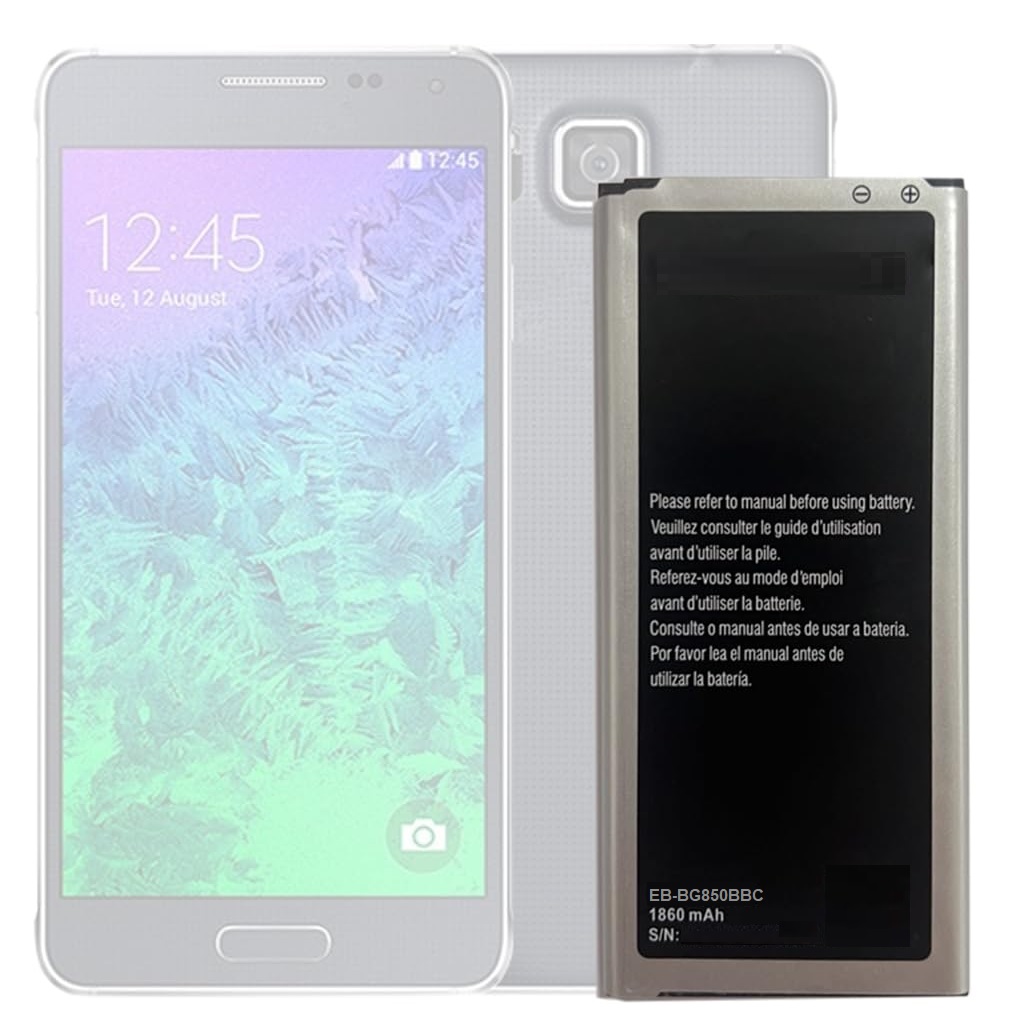 12:45
12:45
Tue, 12 August
Please refer to manual before using battery.
Veuillez consulter le guide d'utilisation
avant d'utiliser la pile.
Referez-vous au mode d'emploi
avant d'utiliser la batterie.
Consulte o manual antes de usar a bateria.
Por favor lea el manual antes de
utilizar la batería.
EB-BG850BBC
1860 mAh
S/N: